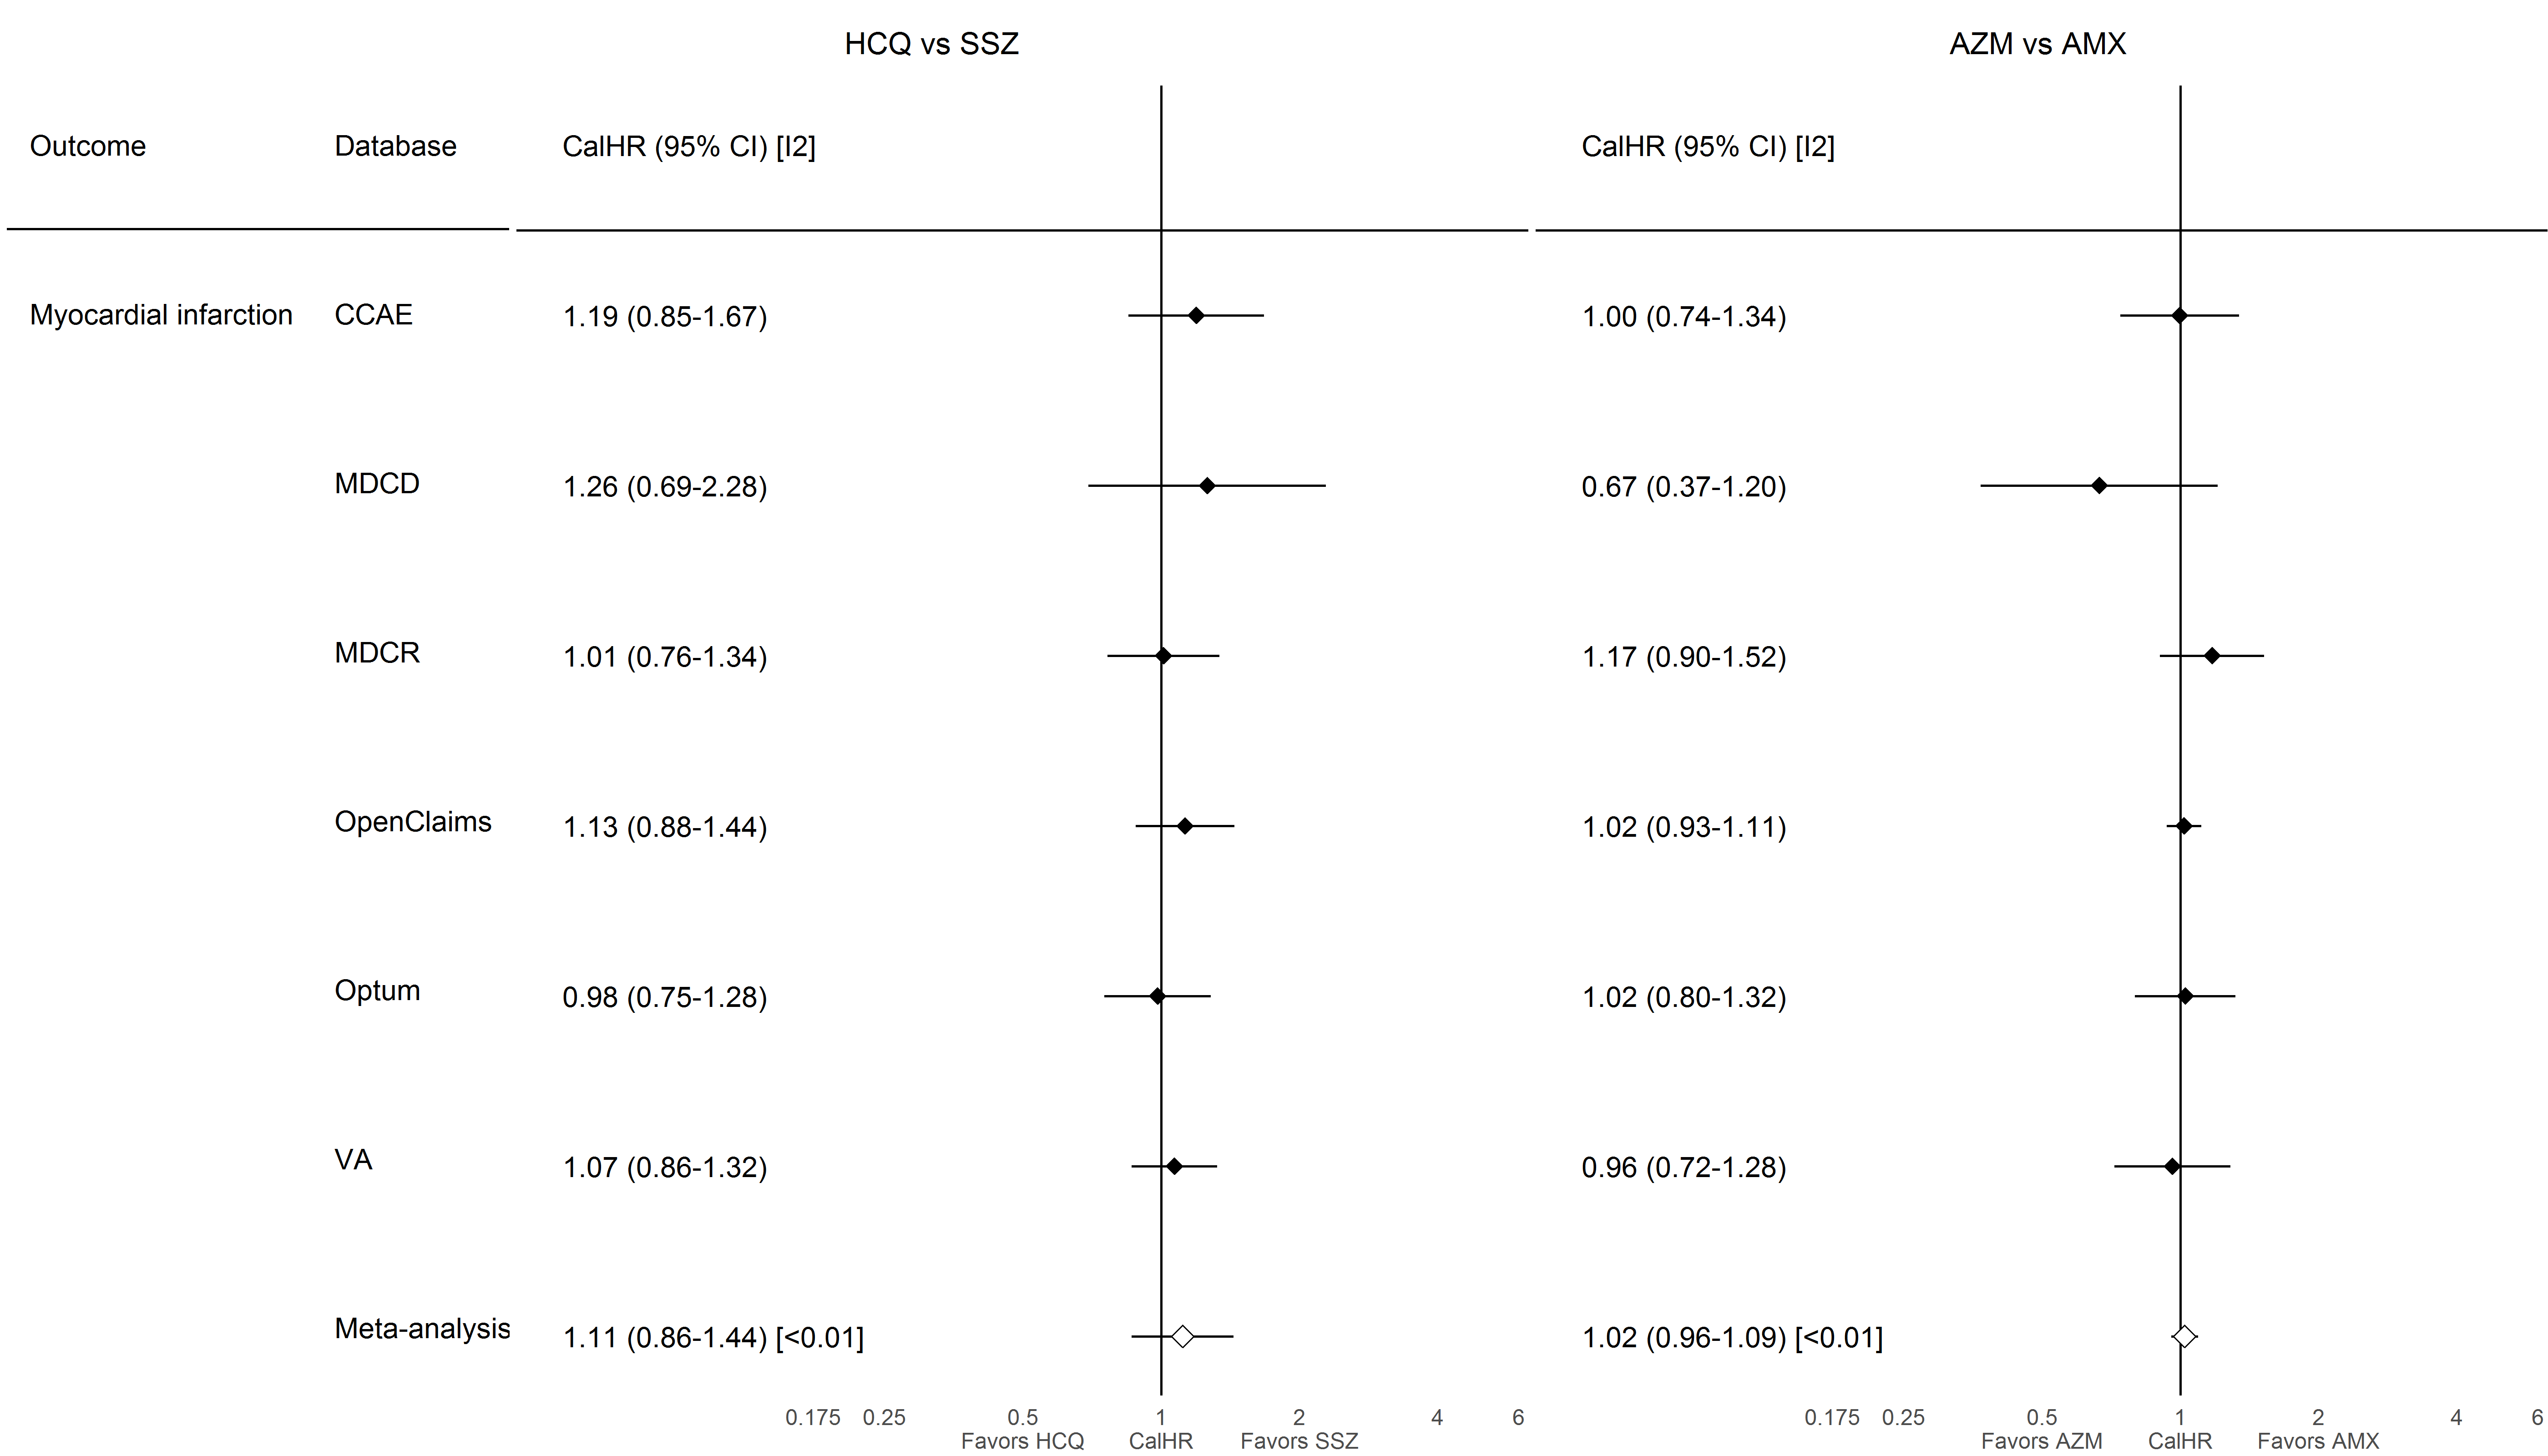 HCQ vs SSZ AZM vs AMX
Outcome Database CalHR (95% CI) [I2] CalHR (95% CI) [I2]
Myocardial infarction CCAE 1.19 (0.85-1.67) 1.00 (0.74-1.34)
MDCD 1.26 (0.69-2.28) 0.67 (0.37-1.20)
MDCR 1.01 (0.76-1.34) 1.17 (0.90-1.52)
OpenClaims 1.13 (0.88-1.44) 1.02 (0.93-1.11)
Optum 0.98 (0.75-1.28) 1.02 (0.80-1.32)
VA 1.07 (0.86-1.32) 0.96 (0.72-1.28)
Meta-analysis 1.11 (0.86-1.44) [<0.01] 1.02 (0.96-1.09) [<0.01]
0.175 0.25 0.5 1 2 4 6 0.175 0.25 0.5 1 2 4 6
Favors HCQ CalHR Favors SSZ Favors AZM CalHR Favors AMX